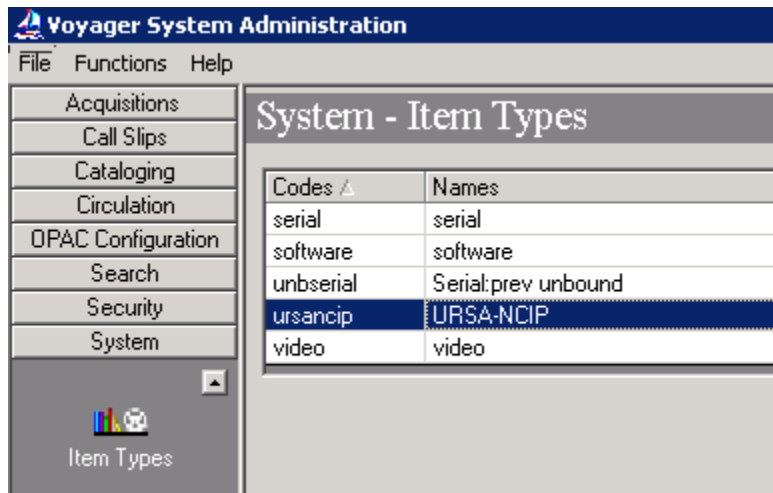 Voyager System Administration
File Functions Help
Acquisitions
Call Slips
Cataloging
Circulation
OPAC Configuration
Search
Security
System
Item Types
System - Item Types
Codes Names
serial serial
software software
unbserial Serial:prev unbound
ursancip URSA-NCIP
video video